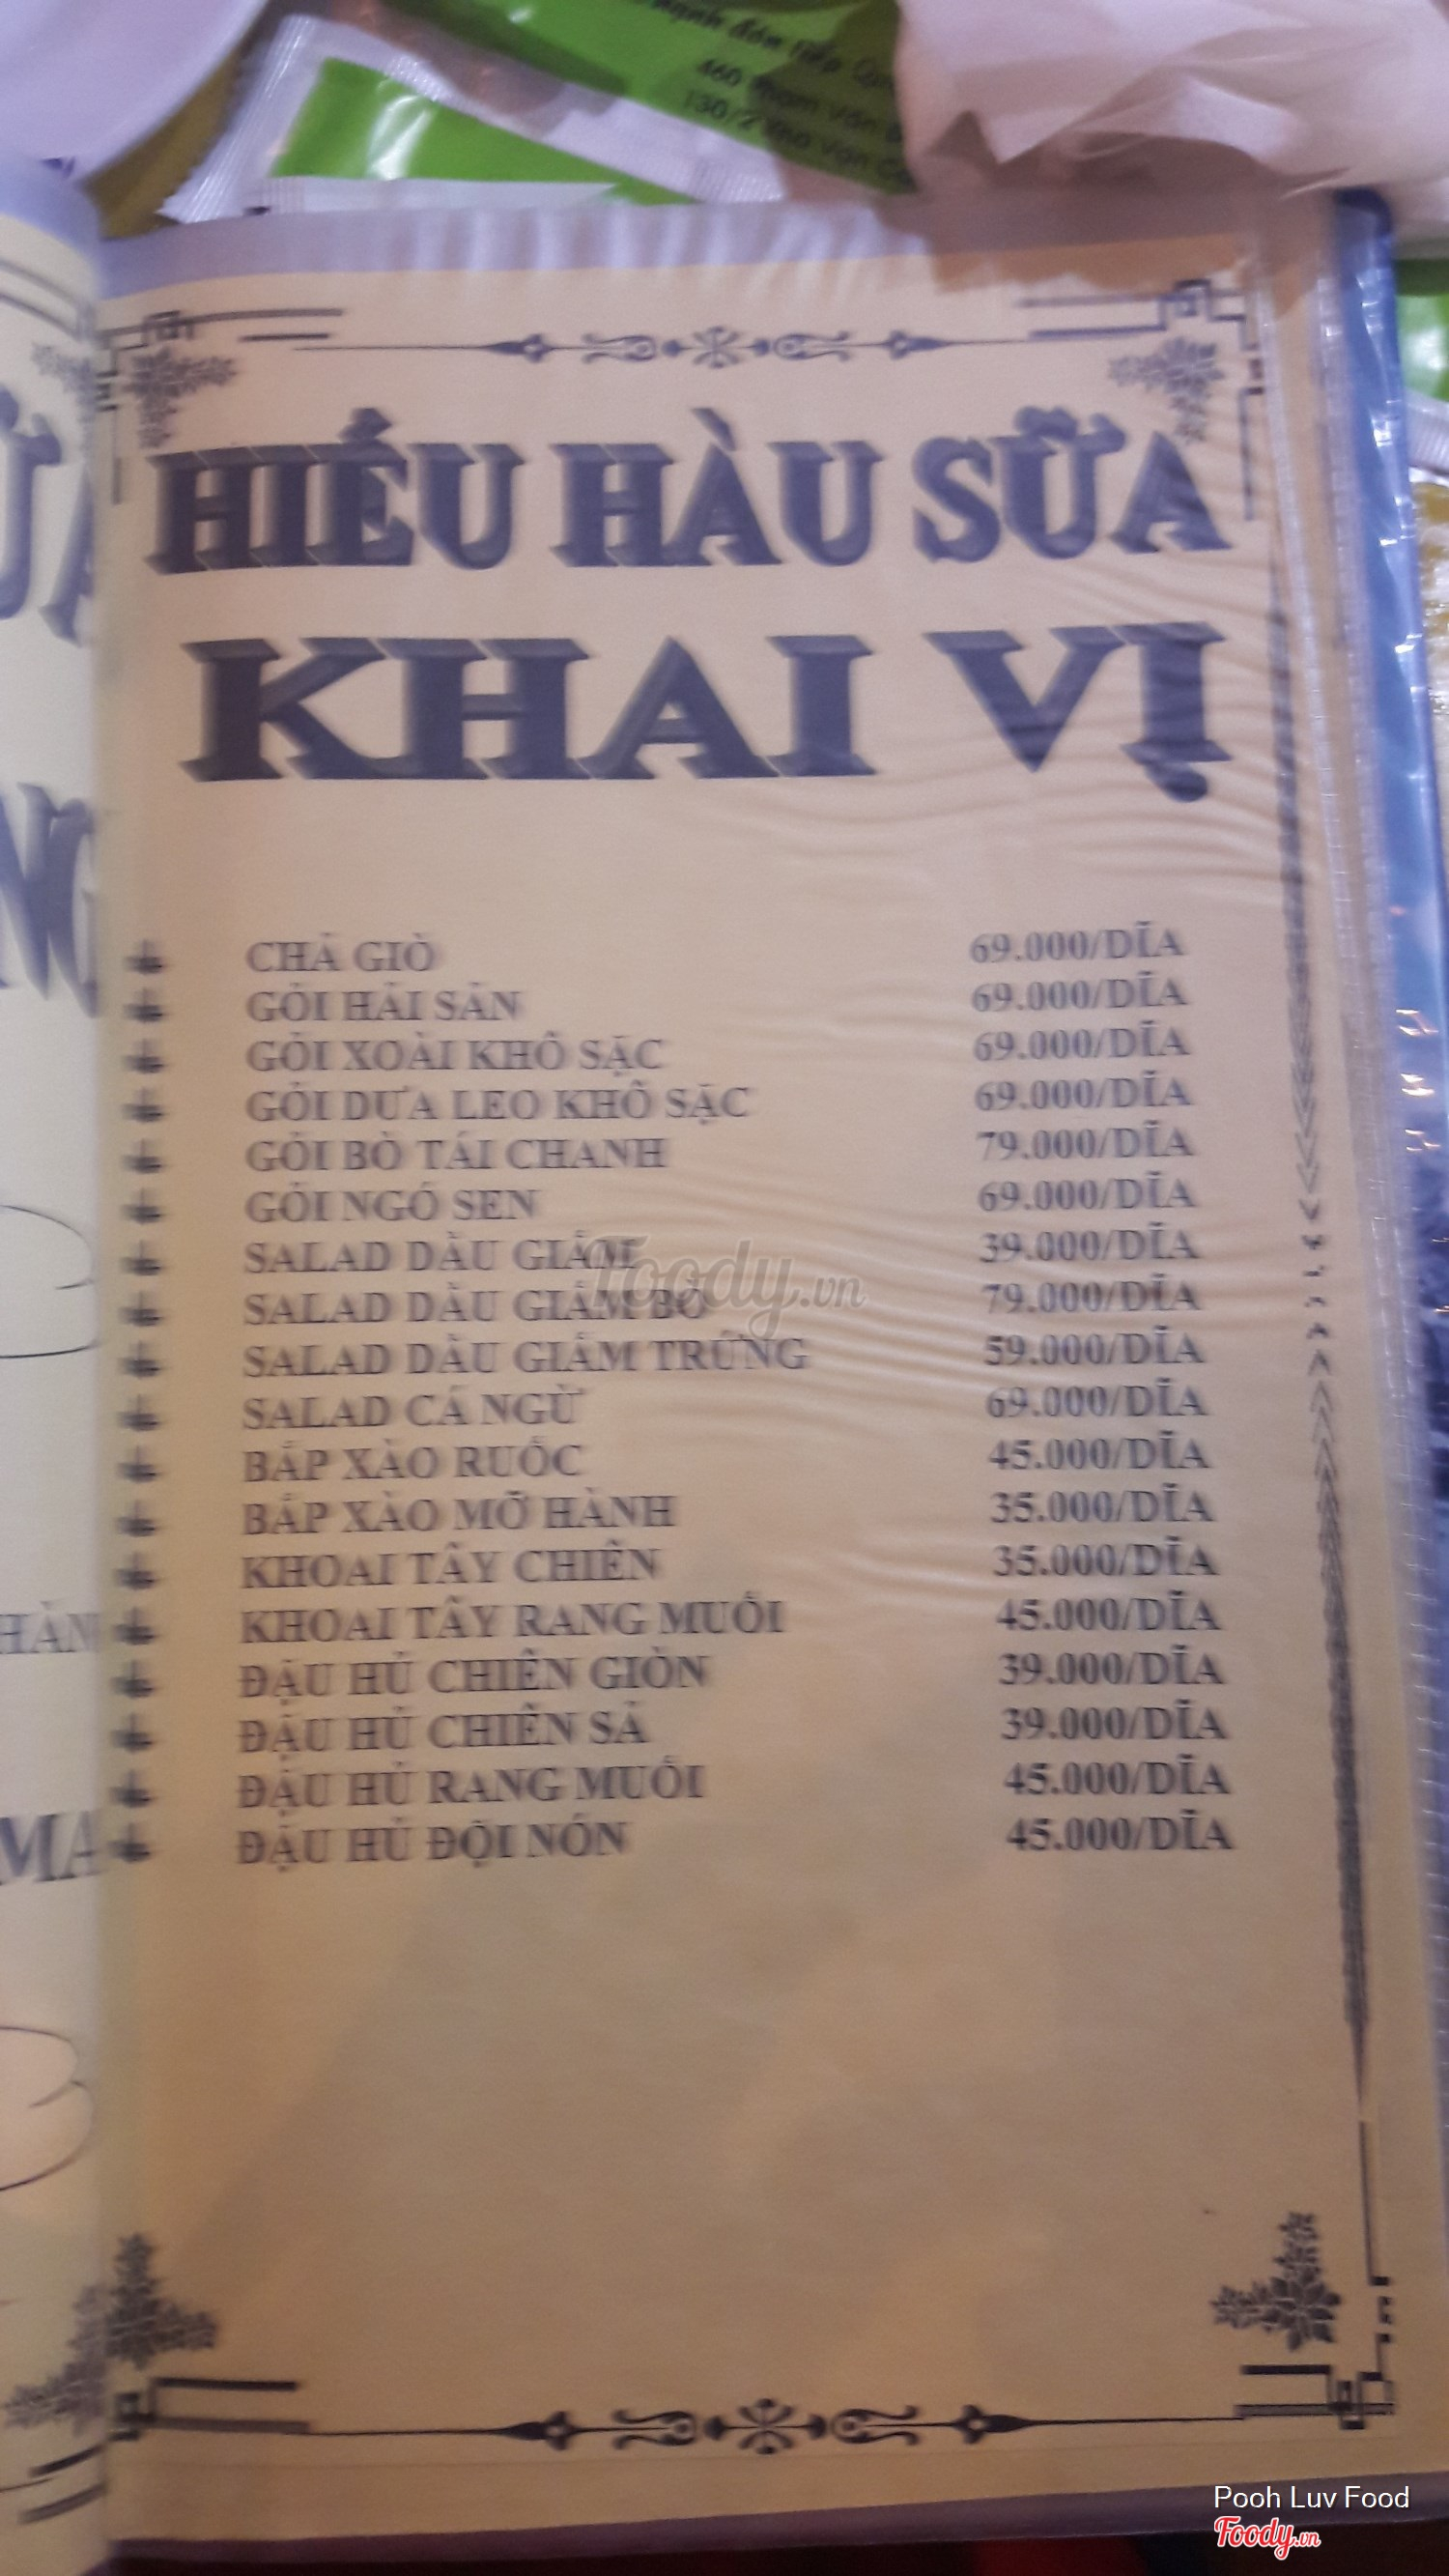 460
HIẾU HÀU SỮA
KHAI VỊ
CHẢ GIÒ 69.000/DĨA
GỎI HẢI SẢN 69.000/DĨA
GỎI XOÀI KHÔ SẶC 69.000/DĨA
GỎI DƯA LEO KHÔ SẶC 69.000/DĨA
GỎI BÒ TÁI CHANH 79.000/DĨA
GỎI NGÓ SEN 69.000/DĨA
SALAD DẦU GIẤM 39.000/DĨA
SALAD DẦU GIẤM BÒ 79.000/DĨA
SALAD DẦU GIẤM TRỨNG 59.000/DĨA
SALAD CÁ NGỪ 69.000/DĨA
BẮP XÀO RUỐC 45.000/DĨA
BẮP XÀO MỠ HÀNH 35.000/DĨA
KHOAI TÂY CHIÊN 35.000/DĨA
KHOAI TÂY RANG MUỐI 45.000/DĨA
ĐẬU HỦ CHIÊN GIÒN 39.000/DĨA
ĐẬU HỦ CHIÊN SẢ 39.000/DĨA
ĐẬU HỦ RANG MUỐI 45.000/DĨA
ĐẬU HỦ ĐỘI NÓN 45.000/DĨA
Foody.vn
Pooh Luv Food
Foody.vn